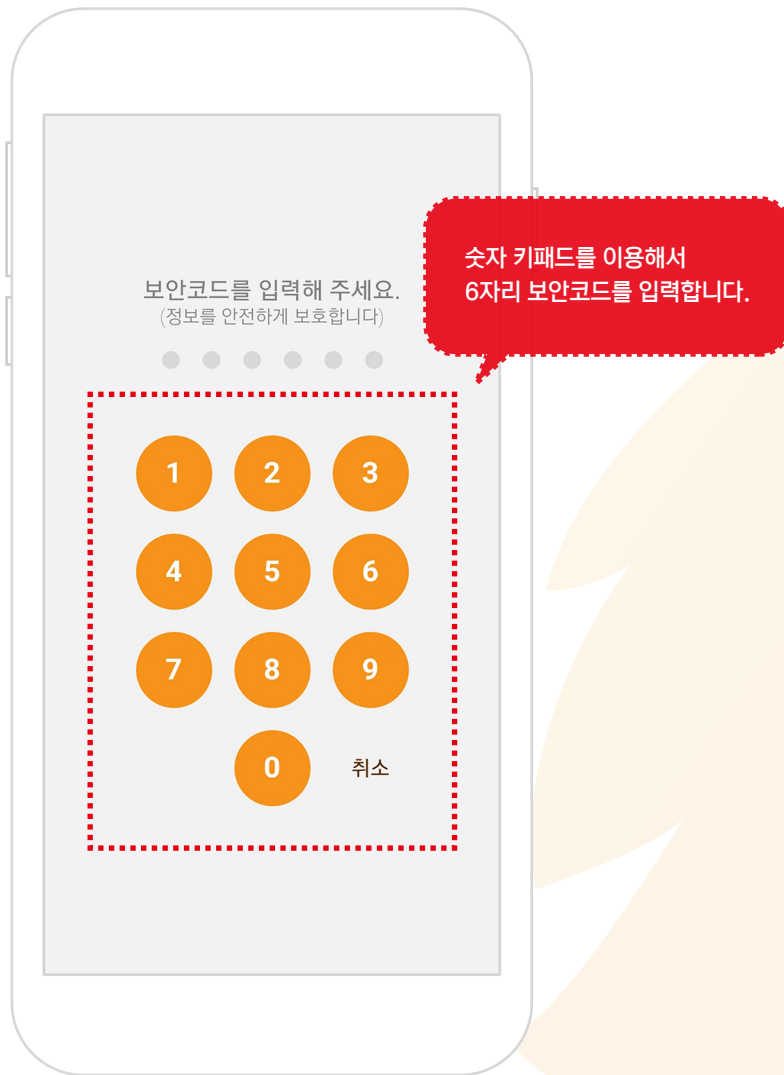 숫자 키패드를 이용해서
6자리 보안코드를 입력합니다.
보안코드를 입력해 주세요.
(정보를 안전하게 보호합니다)
1 2 3
4 5 6
7 8 9
0 취소